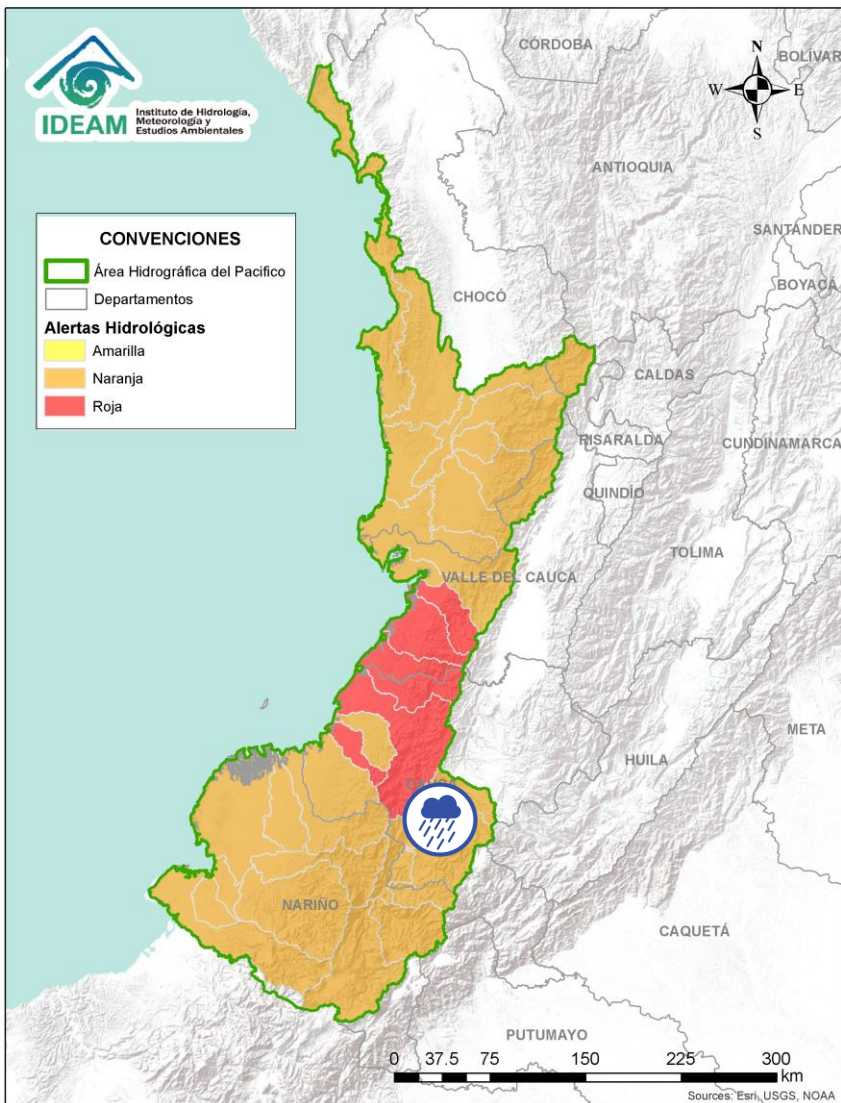 IDEAM
Instituto de Hidrología,
Meteorología y
Estudios Ambientales
CÓRDOBA
BOLÍVAR
N
W
E
S
ANTIOQUIA
CONVENCIONES
Área Hidrográfica del Pacifico
Departamentos
Alertas Hidrológicas
Amarilla
Naranja
Roja
SANTANDER
BOYACÁ
CHOCÓ
CALDAS
RISARALDA
CUNDINAMARCA
QUINDÍO
TOLIMA
VALLE DEL CAUCA
META
HUILA
NARIÑO
CAQUETÁ
PUTUMAYO
0 37.5 75 150 225 300
km
Sources: Esri, USGS, NOAA